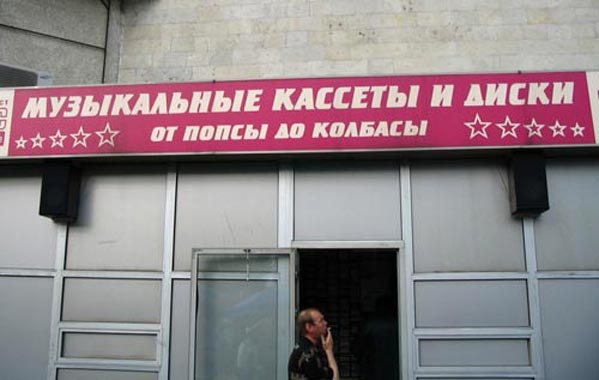 МУЗЫКАЛЬНЫЕ КАССЕТЫ И ДИСКИ
ОТ ПОПСЫ ДО КОЛБАСЫ